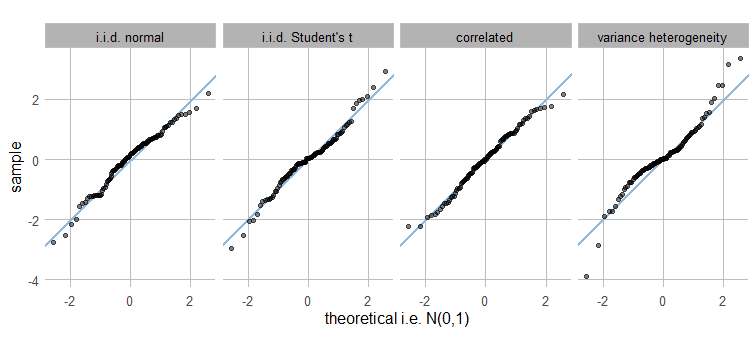 i.i.d. normal
i.i.d. Student's t
correlated
variance heterogeneity
sample
2
0
-2
-4
-2
0
2
-2
0
2
-2
0
2
-2
0
2
theoretical i.e. N(0,1)